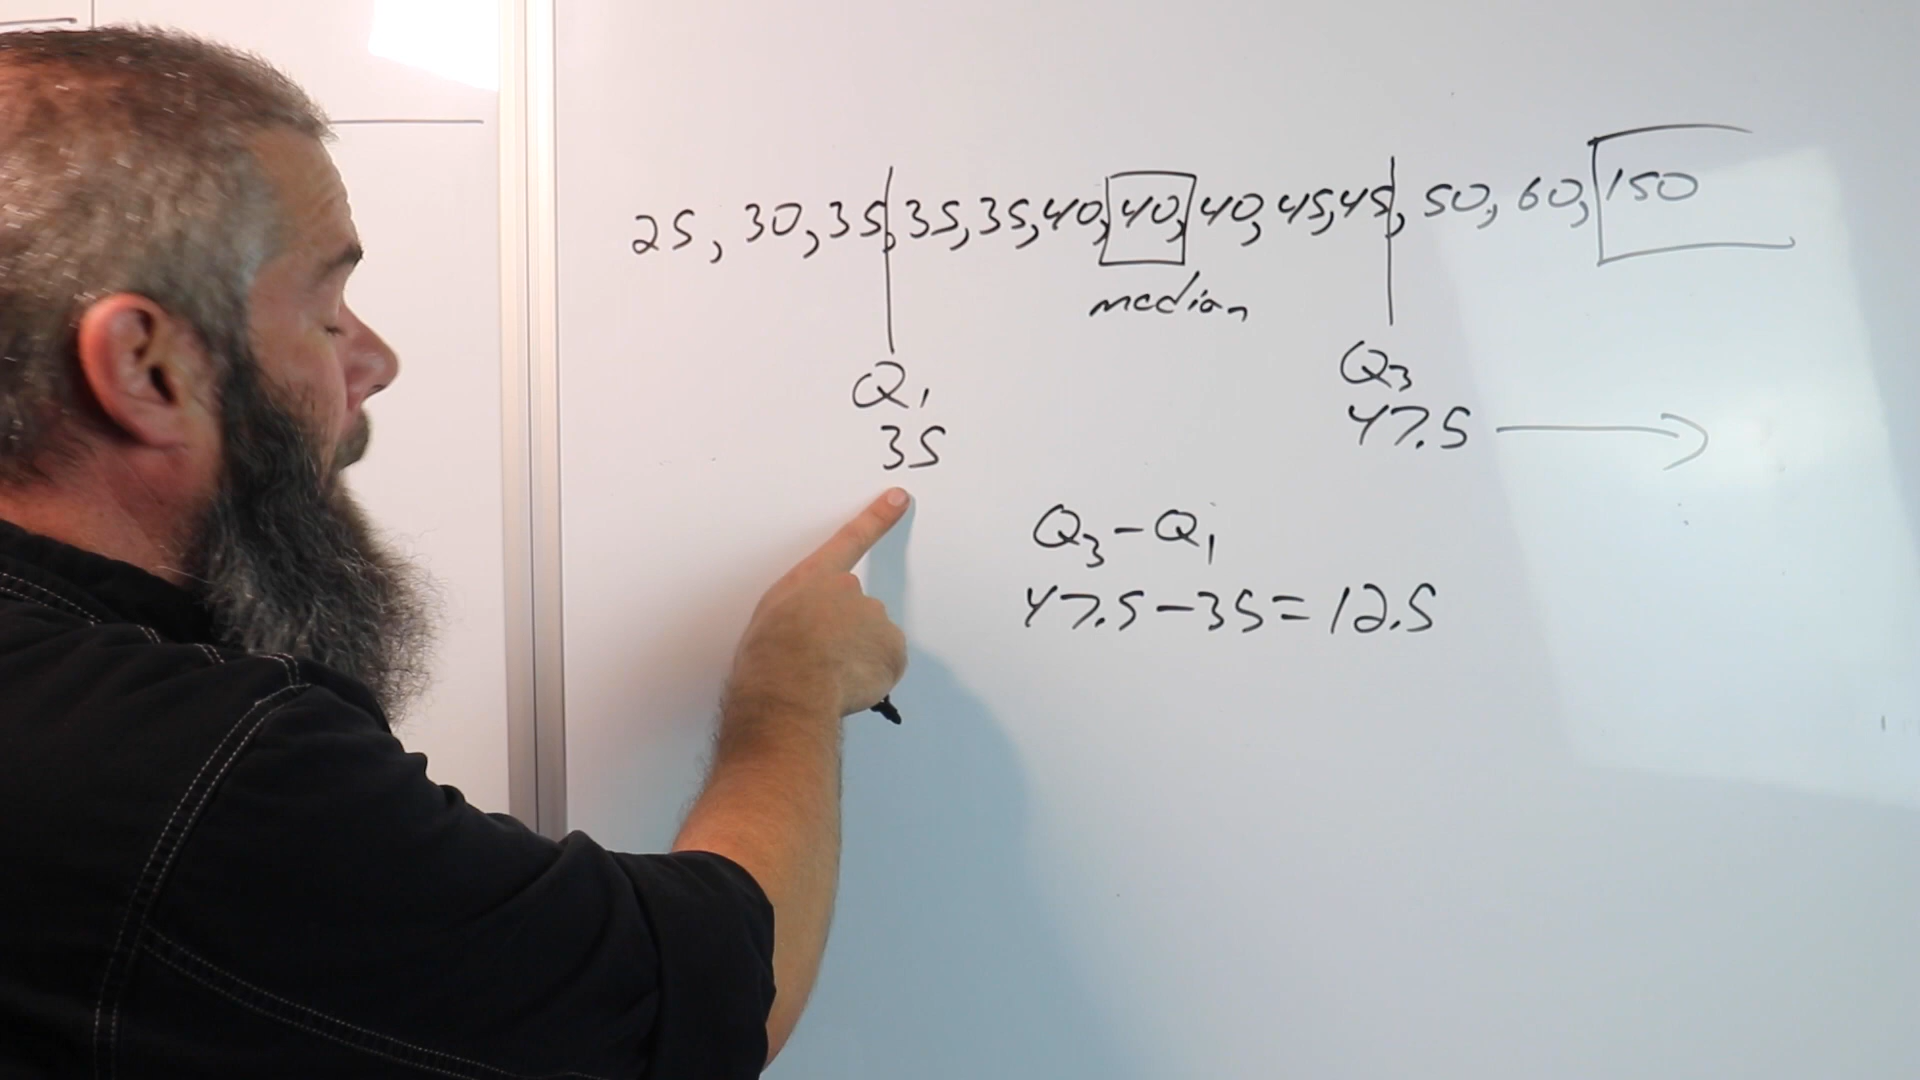 25, 30, 35, 35, 35, 40, 40, 40, 45, 45, 50, 60, 150
median
Q1
35
Q3
47.5
Q3-Q1
47.5-35=12.5